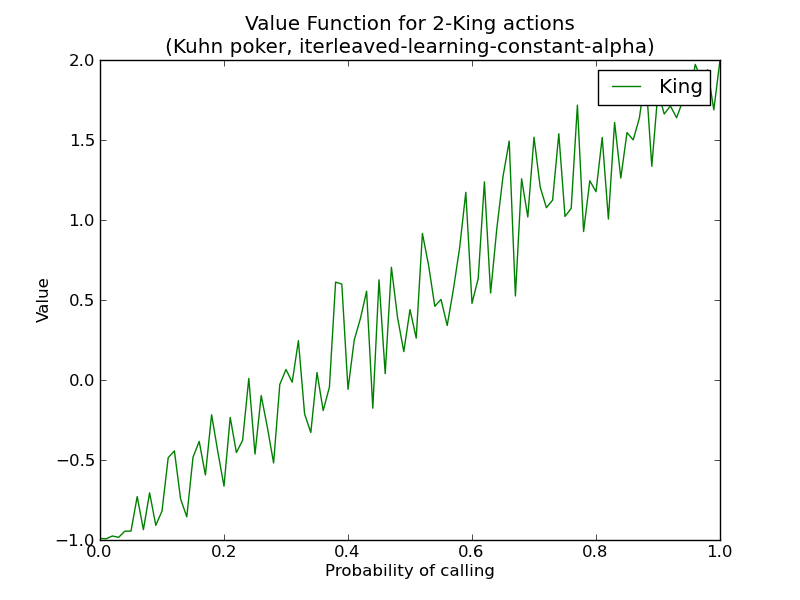 Value Function for 2-King actions
(Kuhn poker, iterleaved-learning-constant-alpha)
King
2.0
1.5
1.0
0.5
0.0
−0.5
−1.0
Value
0.0 0.2 0.4 0.6 0.8 1.0
Probability of calling